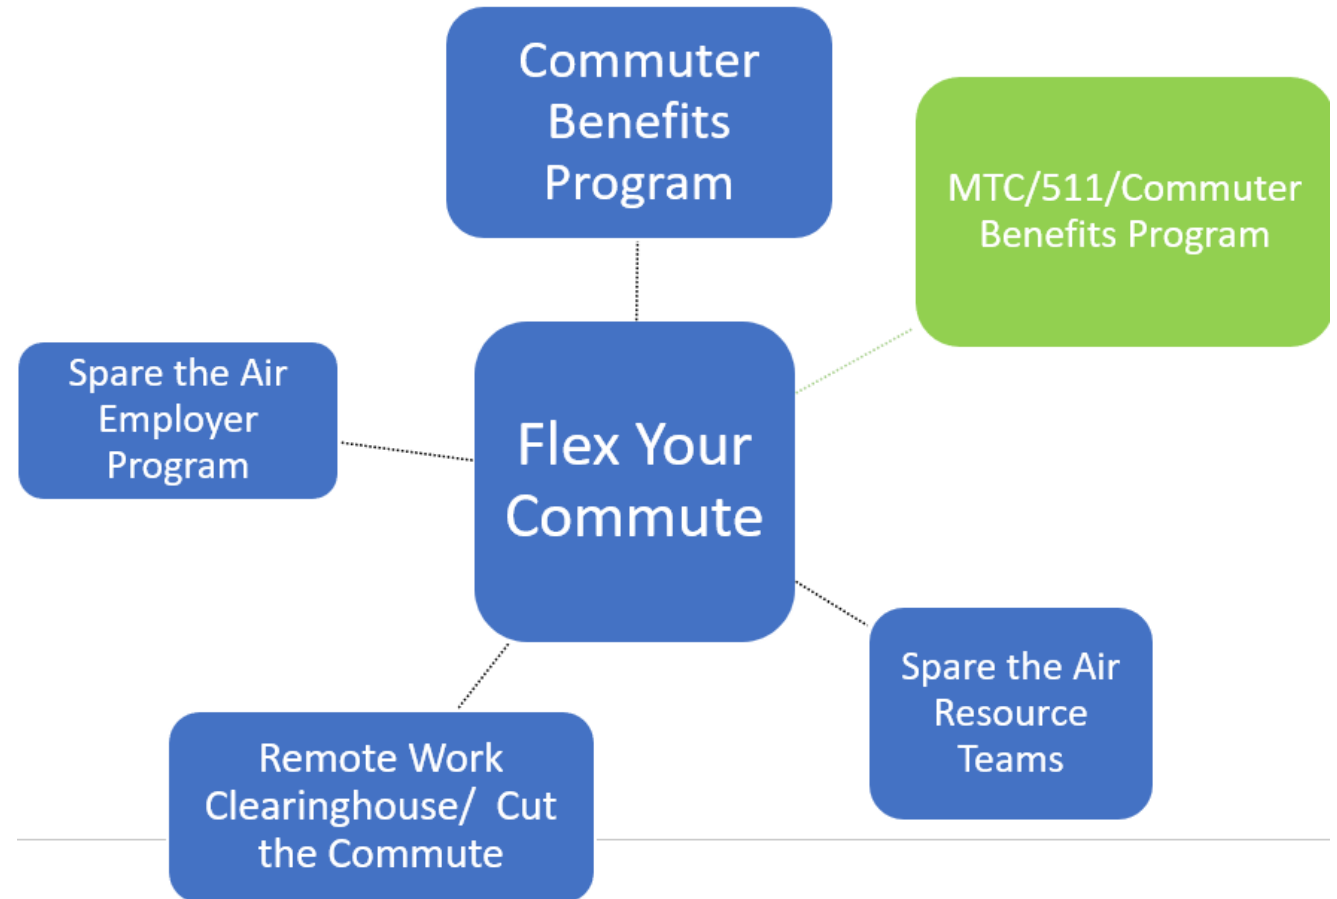 Commuter
Benefits
Program
MTC/511/Commuter
Benefits Program
Spare the Air
Employer
Program
Flex Your
Commute
Spare the Air
Resource
Teams
Remote Work
Clearinghouse/  Cut
the Commute